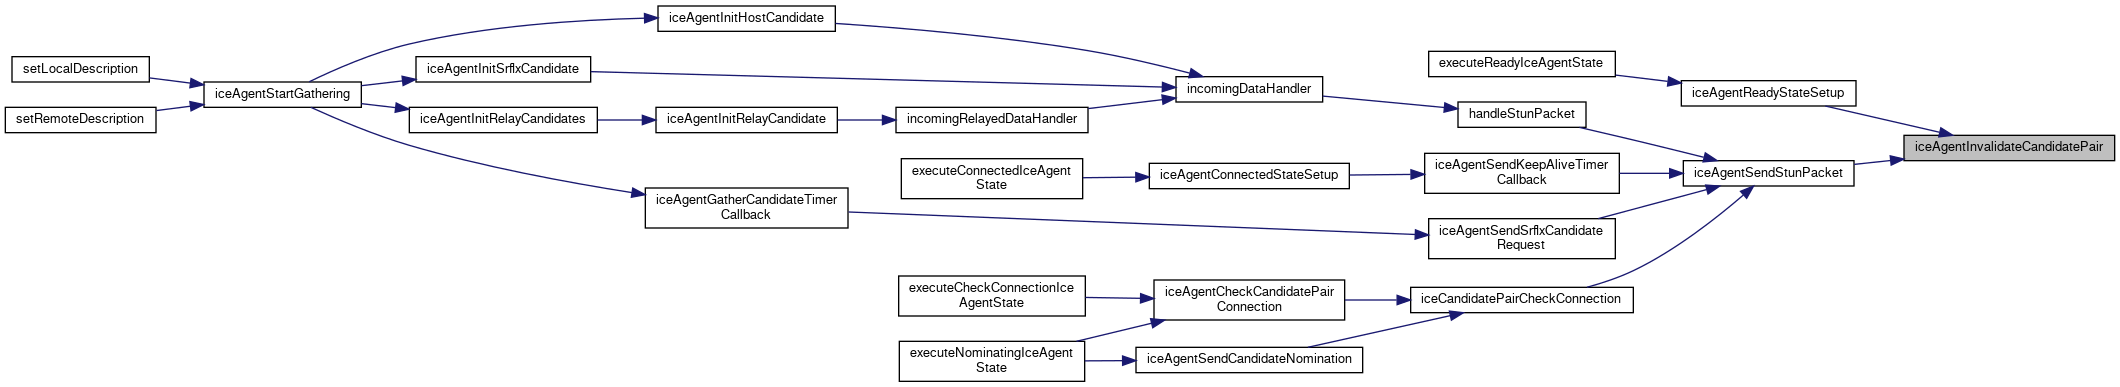 iceAgentInitHostCandidate
setLocalDescription
iceAgentInitSrflxCandidate
executeReadyIceAgentState
iceAgentStartGathering
incomingDataHandler
iceAgentReadyStateSetup
setRemoteDescription
iceAgentInitRelayCandidates
iceAgentInitRelayCandidate
incomingRelayedDataHandler
handleStunPacket
iceAgentInvalidateCandidatePair
executeConnectedIceAgent
State
iceAgentConnectedStateSetup
iceAgentSendKeepAliveTimer
Callback
iceAgentSendStunPacket
iceAgentGatherCandidateTimer
Callback
iceAgentSendSrflxCandidate
Request
executeCheckConnectionIce
AgentState
iceAgentCheckCandidatePair
Connection
iceCandidatePairCheckConnection
executeNominatingIceAgent
State
iceAgentSendCandidateNomination